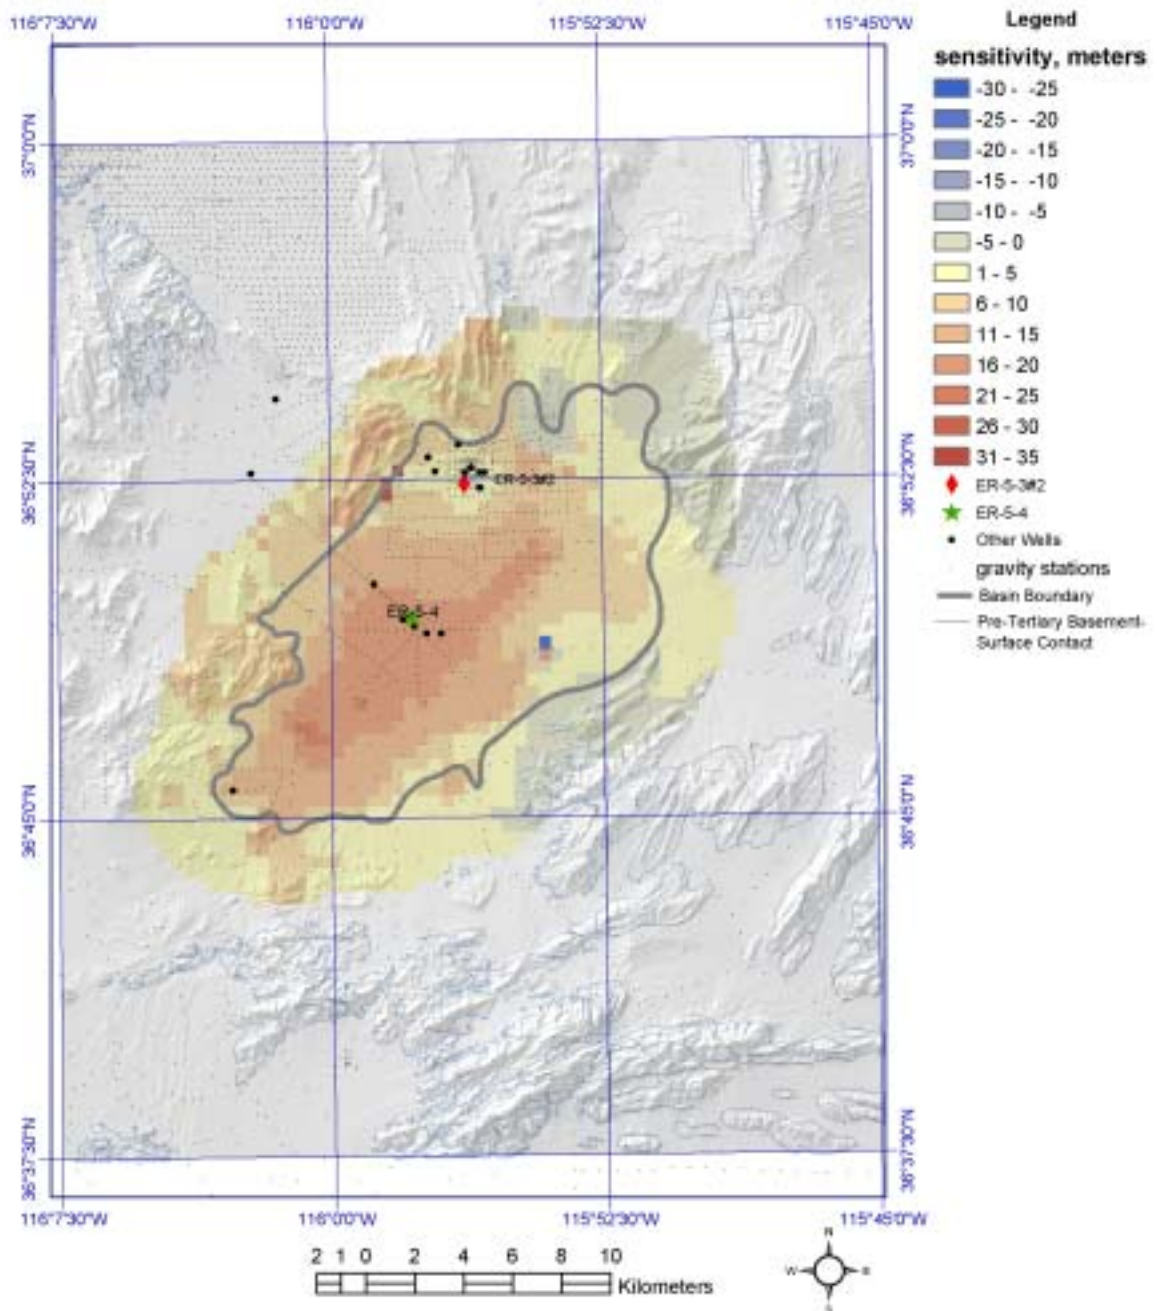 116°7'30"W 116°0'0"W 115°52'30"W 115°45'0"W
Legend
sensitivity, meters
-30 - -25
-25 - -20
-20 - -15
-15 - -10
-10 - -5
-5 - 0
1 - 5
6 - 10
11 - 15
16 - 20
21 - 25
26 - 30
31 - 35
ER-5-3#2
ER-5-4
Other Wells
gravity stations
Basin Boundary
Pre-Tertiary Basement-
Surface Contact
37°0'0"N
37°0'0"N
36°52'30"N
36°52'30"N
ER-5-3#2
ER-5-4
36°45'0"N
36°45'0"N
36°37'30"N
36°37'30"N
116°7'30"W 116°0'0"W 115°52'30"W 115°45'0"W
2 1 0 2 4 6 8 10
Kilometers
N
W E
S